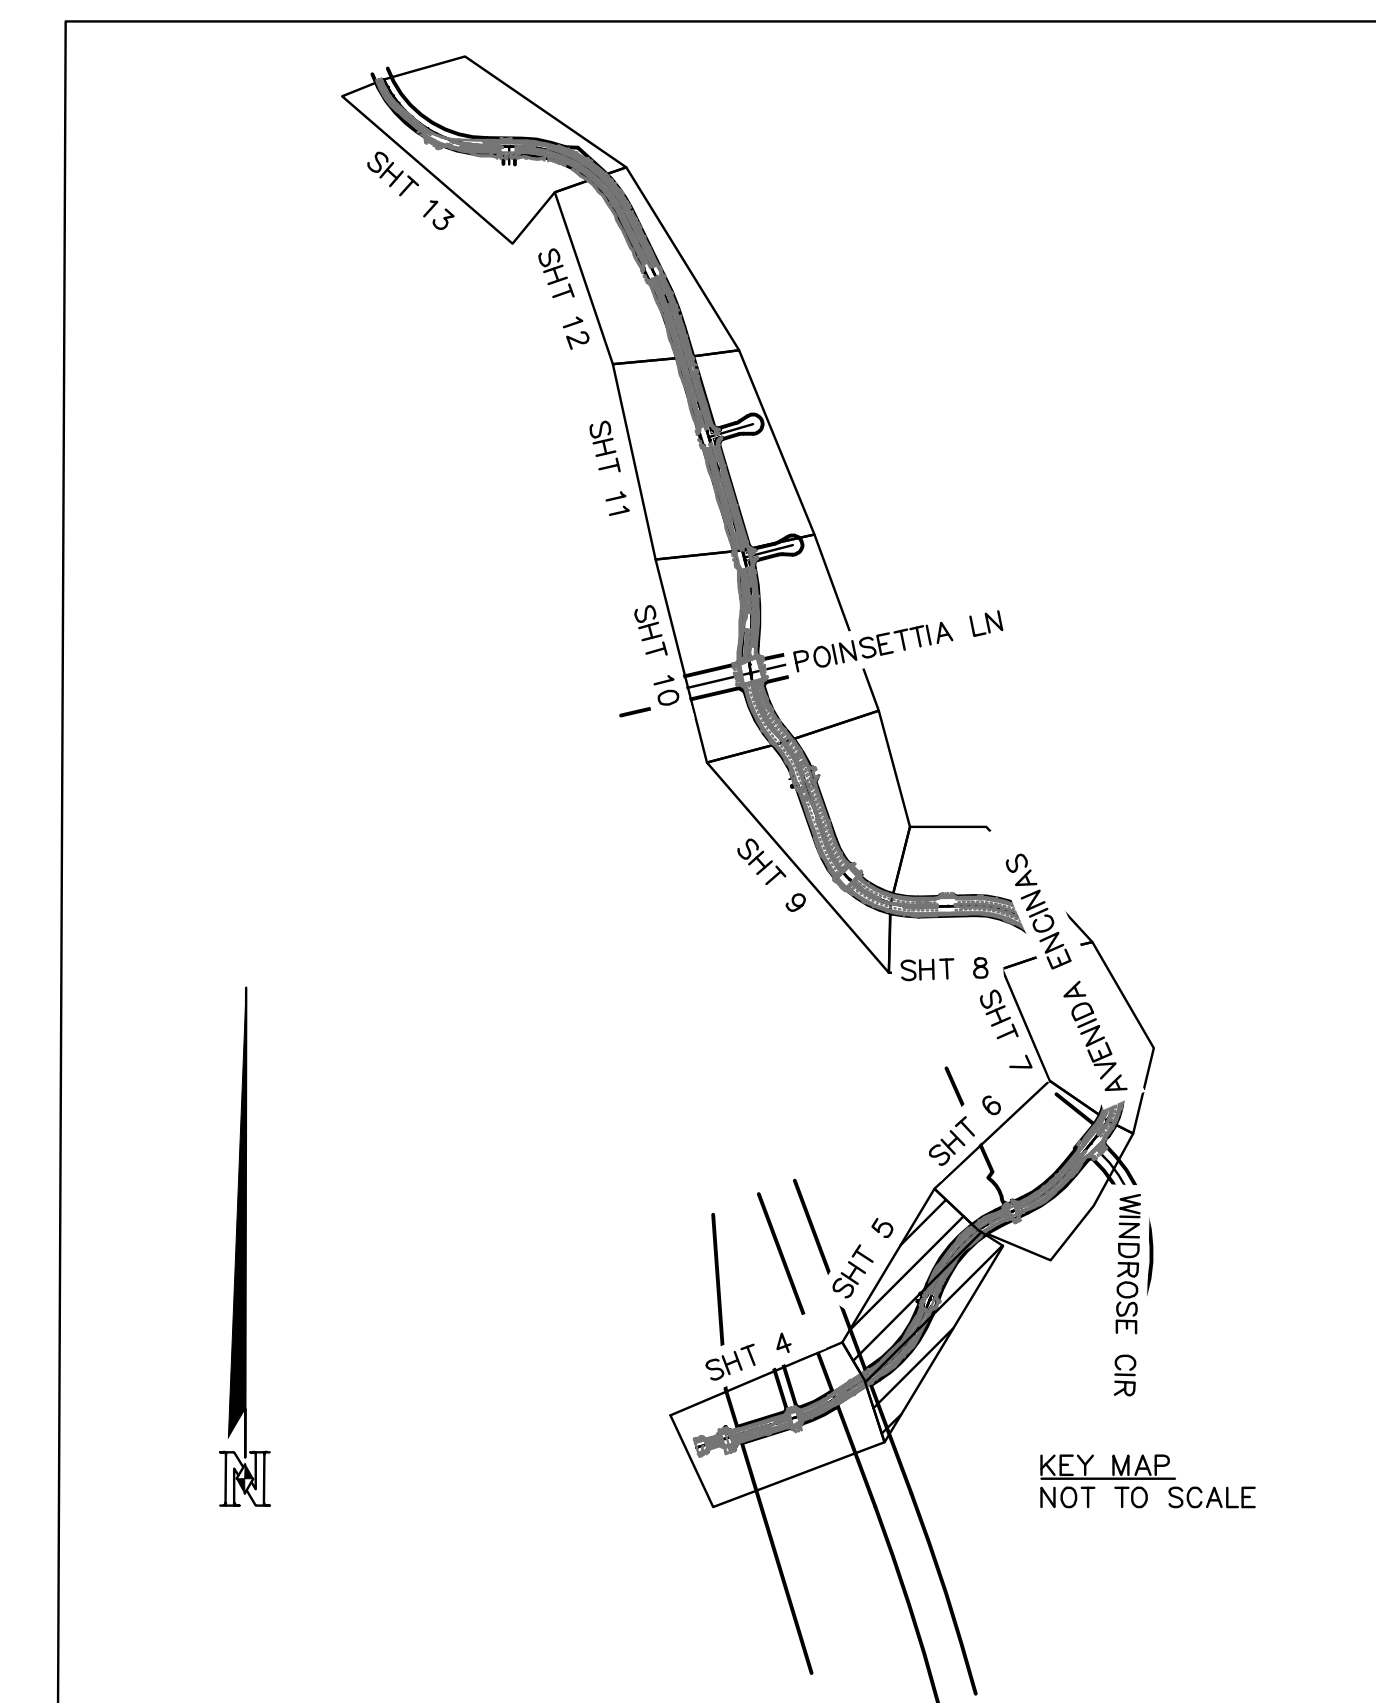 SHT 13
SHT 12
SHT 11
SHT 10
POINSETTIA LN
SHT 9
AVENIDA ENCINAS
SHT 8
SHT 7
SHT 6
SHT 5
WINDROSE CIR
SHT 4
N
KEY MAP
NOT TO SCALE